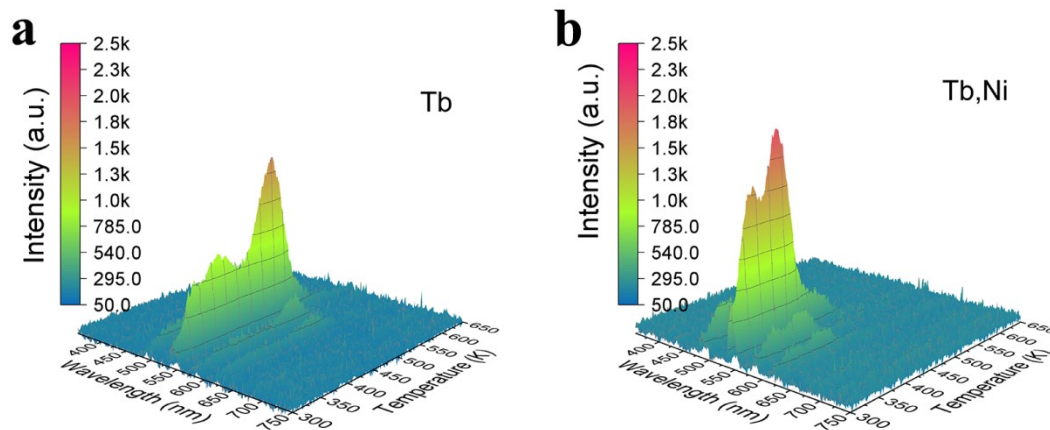 a
2.5k
2.3k
2.0k
1.8k
1.5k
1.3k
1.0k
785.0
540.0
295.0
50.0
Intensity (a.u.)
Tb
400
450
500
550
600
650
700
750
Wavelength (nm)
300
350
400
450
500
550
600
650
Temperature (K)
b
2.5k
2.3k
2.0k
1.8k
1.5k
1.3k
1.0k
785.0
540.0
295.0
50.0
Intensity (a.u.)
Tb,Ni
400
450
500
550
600
650
700
750
Wavelength (nm)
300
350
400
450
500
550
600
650
Temperature (K)